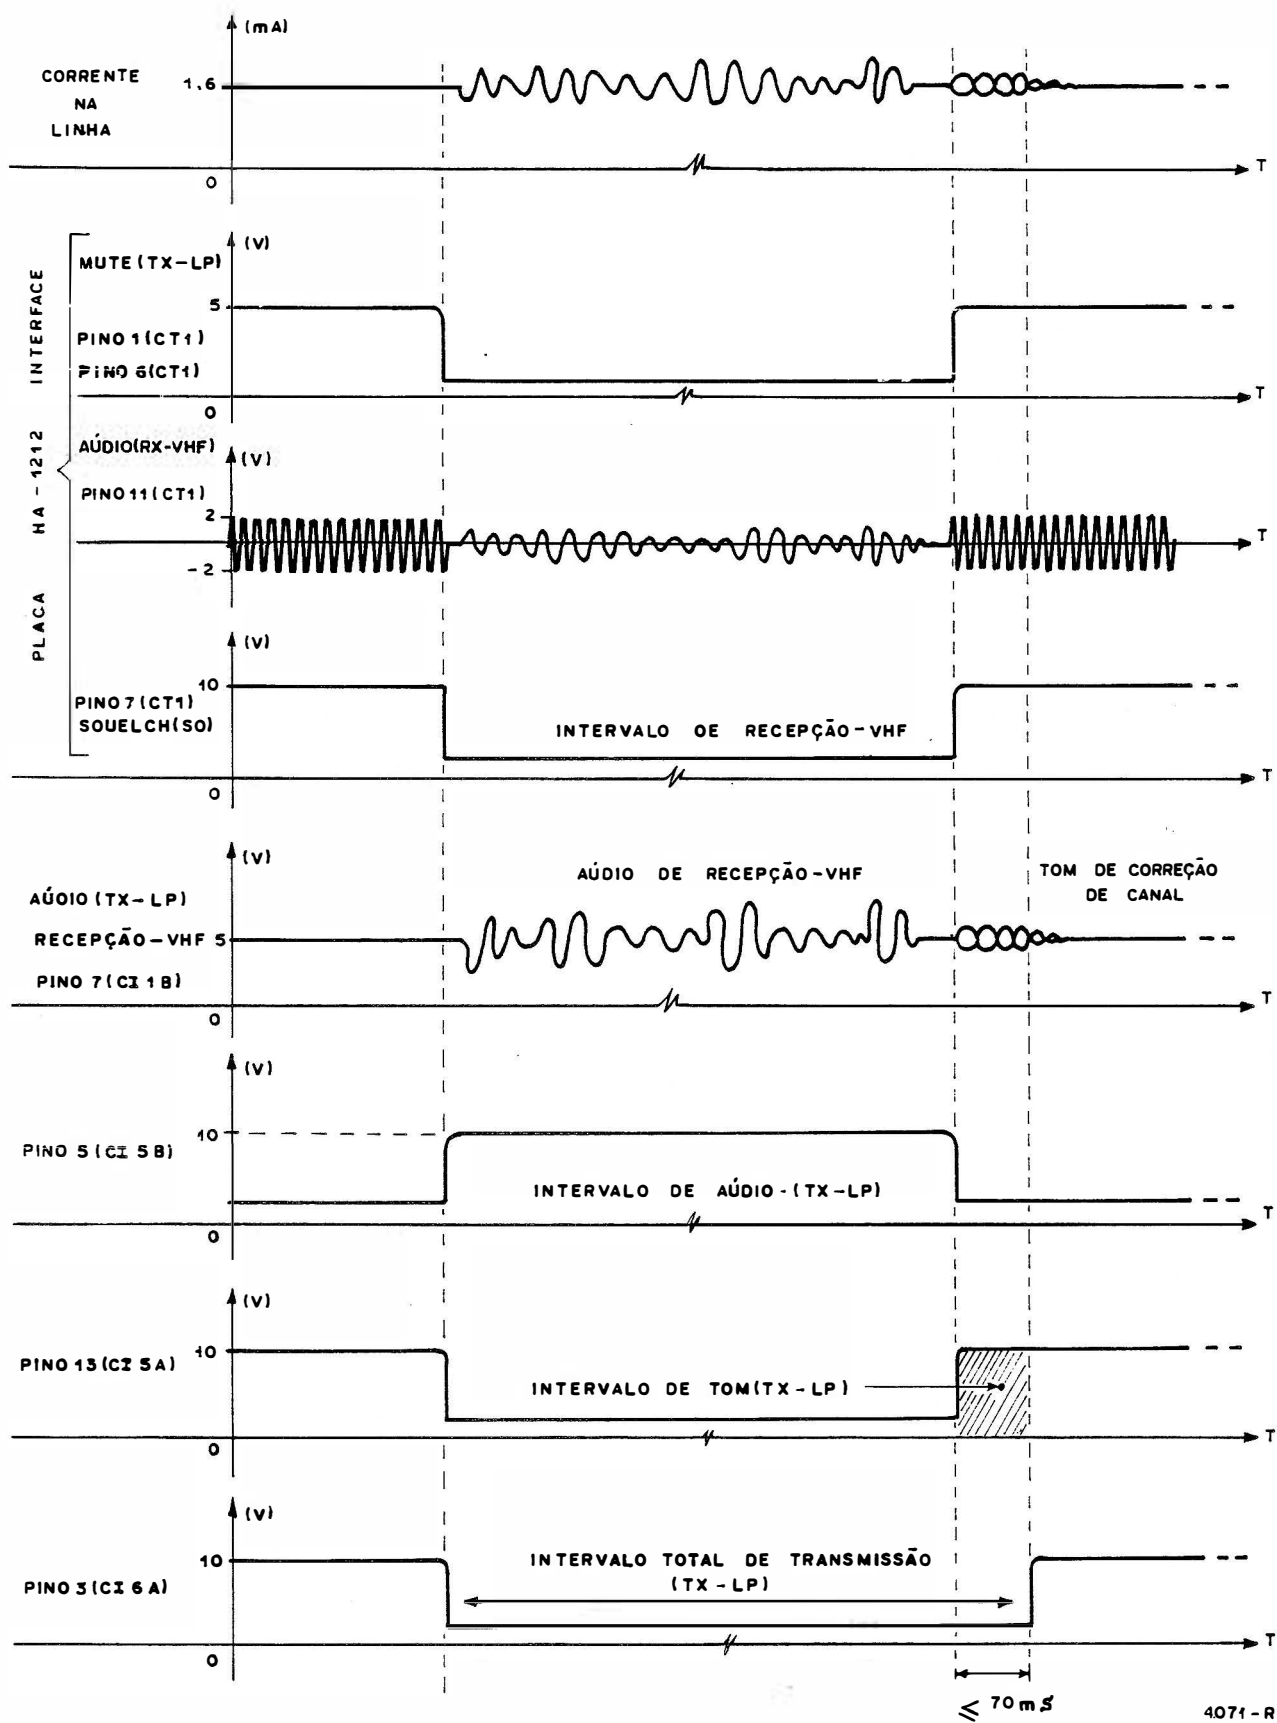 (mA)
CORRENTE
NA
LINHA
1,6
0
T
PLACA HA-1212 INTERFACE
(V)
MUTE (TX-LP)
5
PINO 1 (CT1)
PINO 6 (CT1)
0
T
AÚDIO(RX-VHF)
(V)
PINO 11 (CT1)
2
-2
T
(V)
10
PINO 7 (CT1)
SOUELCH(SO)
INTERVALO OE RECEPÇÃO-VHF
0
T
(V)
AÚDIO DE RECEPÇÃO-VHF
TOM DE CORREÇÃO
DE CANAL
AÚOIO (TX-LP)
RECEPÇÃO-VHF 5
PINO 7 (CI 1B)
0
T
(V)
10
PINO 5 (CI 5B)
INTERVALO DE AÚDIO-(TX-LP)
0
T
(V)
10
PINO 13 (CI 5A)
INTERVALO DE TOM(TX-LP)
0
T
(V)
10
INTERVALO TOTAL DE TRANSMISSÃO
(TX-LP)
PINO 3 (CI 6A)
0
T
≤ 70 mS
4071-R